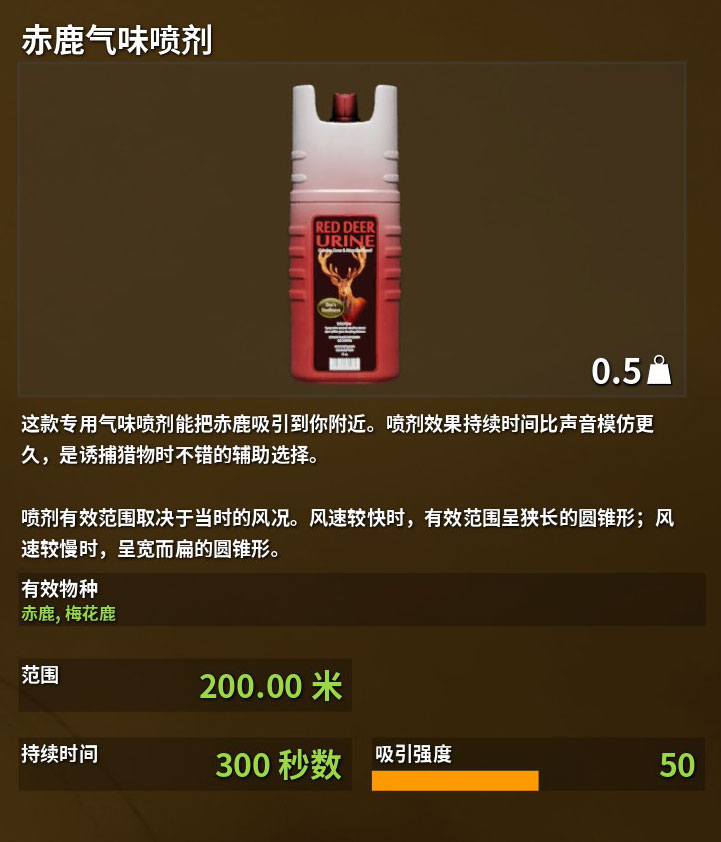 赤鹿气味喷剂
RED DEER
URINE
0.5
这款专用气味喷剂能把赤鹿吸引到你附近。喷剂效果持续时间比声音模仿更
久，是诱捕猎物时不错的辅助选择。
喷剂有效范围取决于当时的风况。风速较快时，有效范围呈狭长的圆锥形；风
速较慢时，呈宽而扁的圆锥形。
有效物种
赤鹿, 梅花鹿
范围
200.00 米
持续时间
300 秒数
吸引强度
50